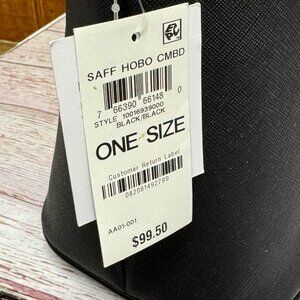 SAFF HOBO CMBD
7 66390 66148 0
STYLE 10016939000
BLACK/BLACK
ONE SIZE
Customer Return Label
082081492799
AA01-001
$99.50